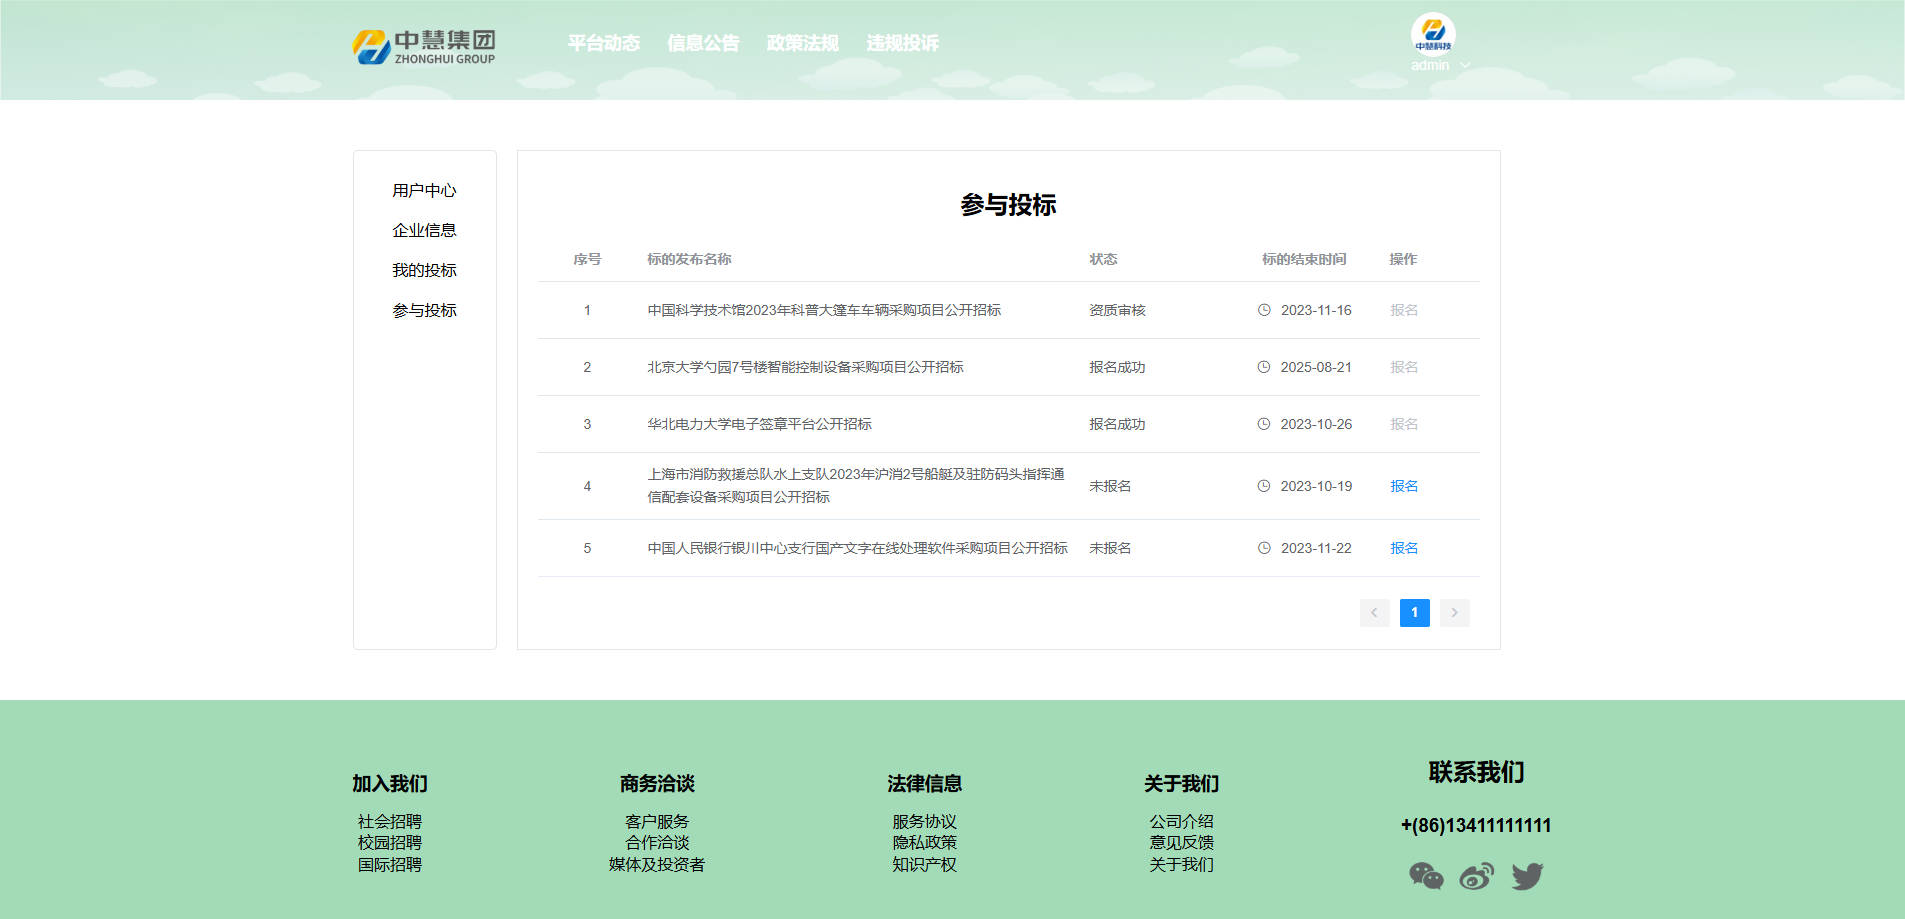 中慧集团
ZHONGHUI GROUP
平台动态 信息公告 政策法规 违规投诉
中慧科技
admin
用户中心
企业信息
我的投标
参与投标
参与投标
序号 标的发布名称 状态 标的结束时间 操作
1 中国科学技术馆2023年科普大篷车车辆采购项目公开招标 资质审核 2023-11-16 报名
2 北京大学勺园7号楼智能控制设备采购项目公开招标 报名成功 2025-08-21 报名
3 华北电力大学电子签章平台公开招标 报名成功 2023-10-26 报名
4 上海市消防救援总队水上支队2023年沪消2号船艇及驻防码头指挥通
信配套设备采购项目公开招标 未报名 2023-10-19 报名
5 中国人民银行银川中心支行国产文字在线处理软件采购项目公开招标 未报名 2023-11-22 报名
1
加入我们
社会招聘
校园招聘
国际招聘
商务洽谈
客户服务
合作洽谈
媒体及投资者
法律信息
服务协议
隐私政策
知识产权
关于我们
公司介绍
意见反馈
关于我们
联系我们
+(86)13411111111